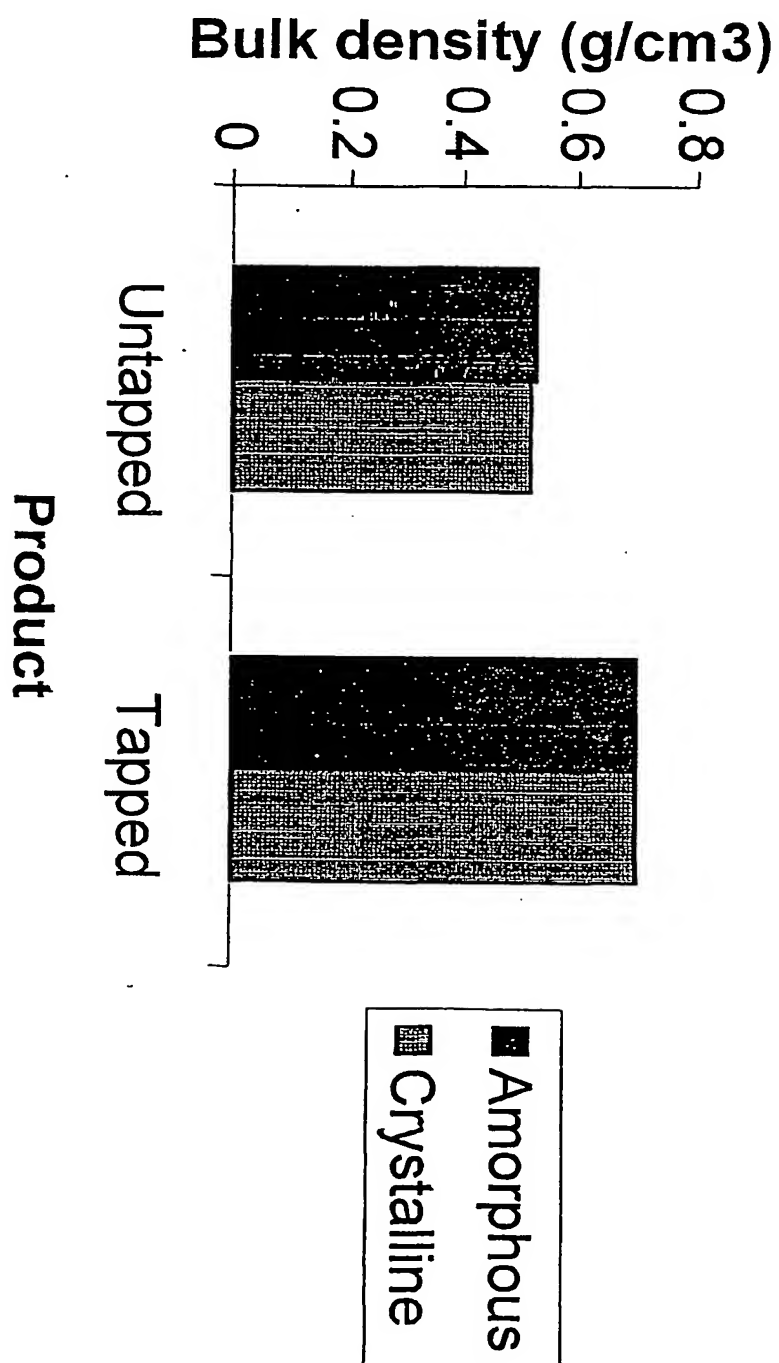 Bulk density (g/cm3)
0.8
0.6
0.4
0.2
0
Untapped
Tapped
Product
Amorphous
Crystalline